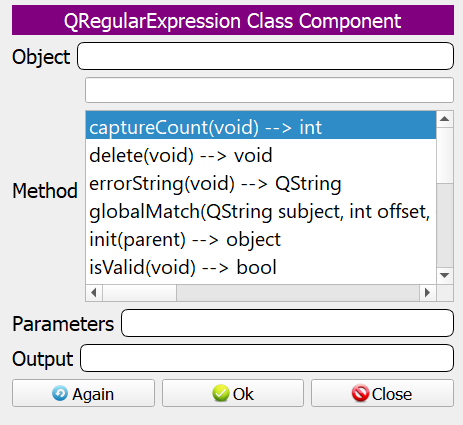 QRegularExpression Class Component
Object
Method
captureCount(void) --> int
delete(void) --> void
errorString(void) --> QString
globalMatch(QString subject, int offset,
init(parent) --> object
isValid(void) --> bool
Parameters
Output
Again Ok Close